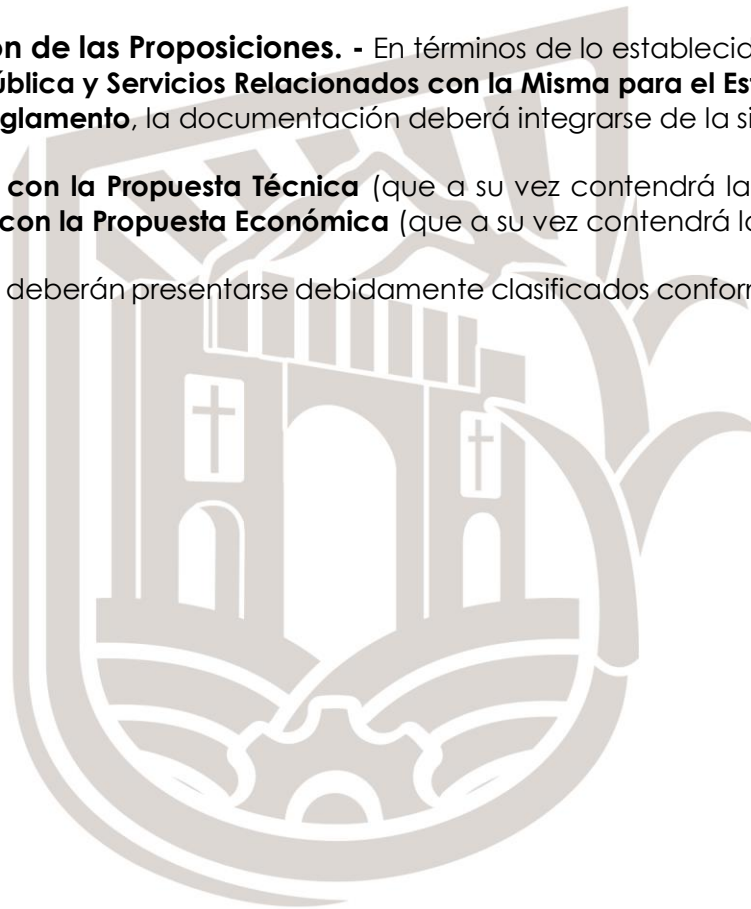 ón de las Proposiciones. - En términos de lo establecid
ública y Servicios Relacionados con la Misma para el Es
glamento, la documentación deberá integrarse de la si
con la Propuesta Técnica (que a su vez contendrá la
con la Propuesta Económica (que a su vez contendrá l
deberán presentarse debidamente clasificados confor